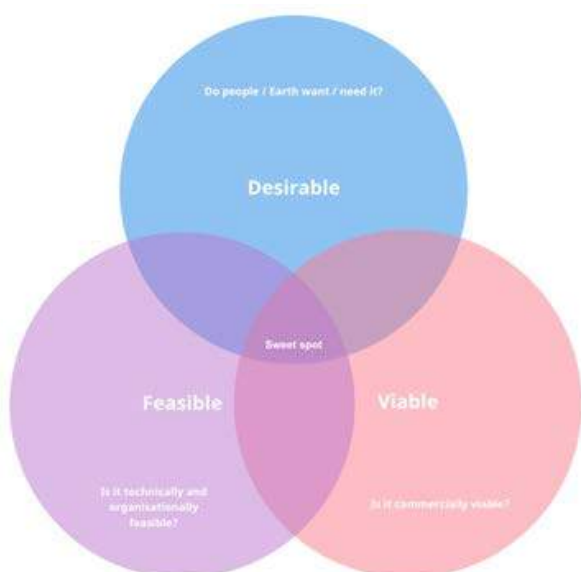 Do people / Earth want / need it?
Desirable
Sweet spot
Feasible
Viable
Is it technically and
organisationally
feasible?
Is it commercially viable?